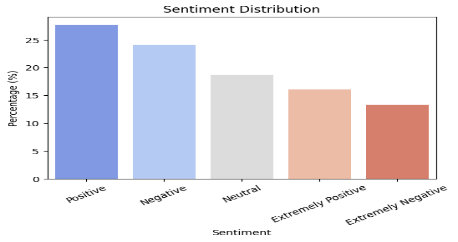 Sentiment Distribution
Percentage (%)
25
20
15
10
5
0
Positive
Negative
Neutral
Extremely Positive
Extremely Negative
Sentiment